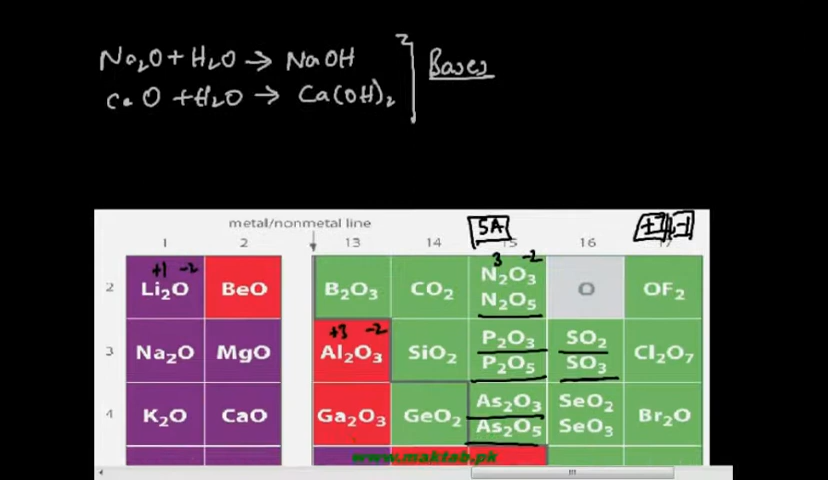 Na₂O + H₂O → NaOH
CaO + H₂O → Ca(OH)₂
Bases
metal/nonmetal line
5A
+7 -1
1 2 13 14 15 16 17
+1 -2 3 -2
2 Li₂O BeO B₂O₃ CO₂ N₂O₃ N₂O₅ O OF₂
+3 -2
3 Na₂O MgO Al₂O₃ SiO₂ P₂O₃ P₂O₅ SO₂ SO₃ Cl₂O₇
4 K₂O CaO Ga₂O₃ GeO₂ As₂O₃ As₂O₅ SeO₂ SeO₃ Br₂O
www.maktab.pk